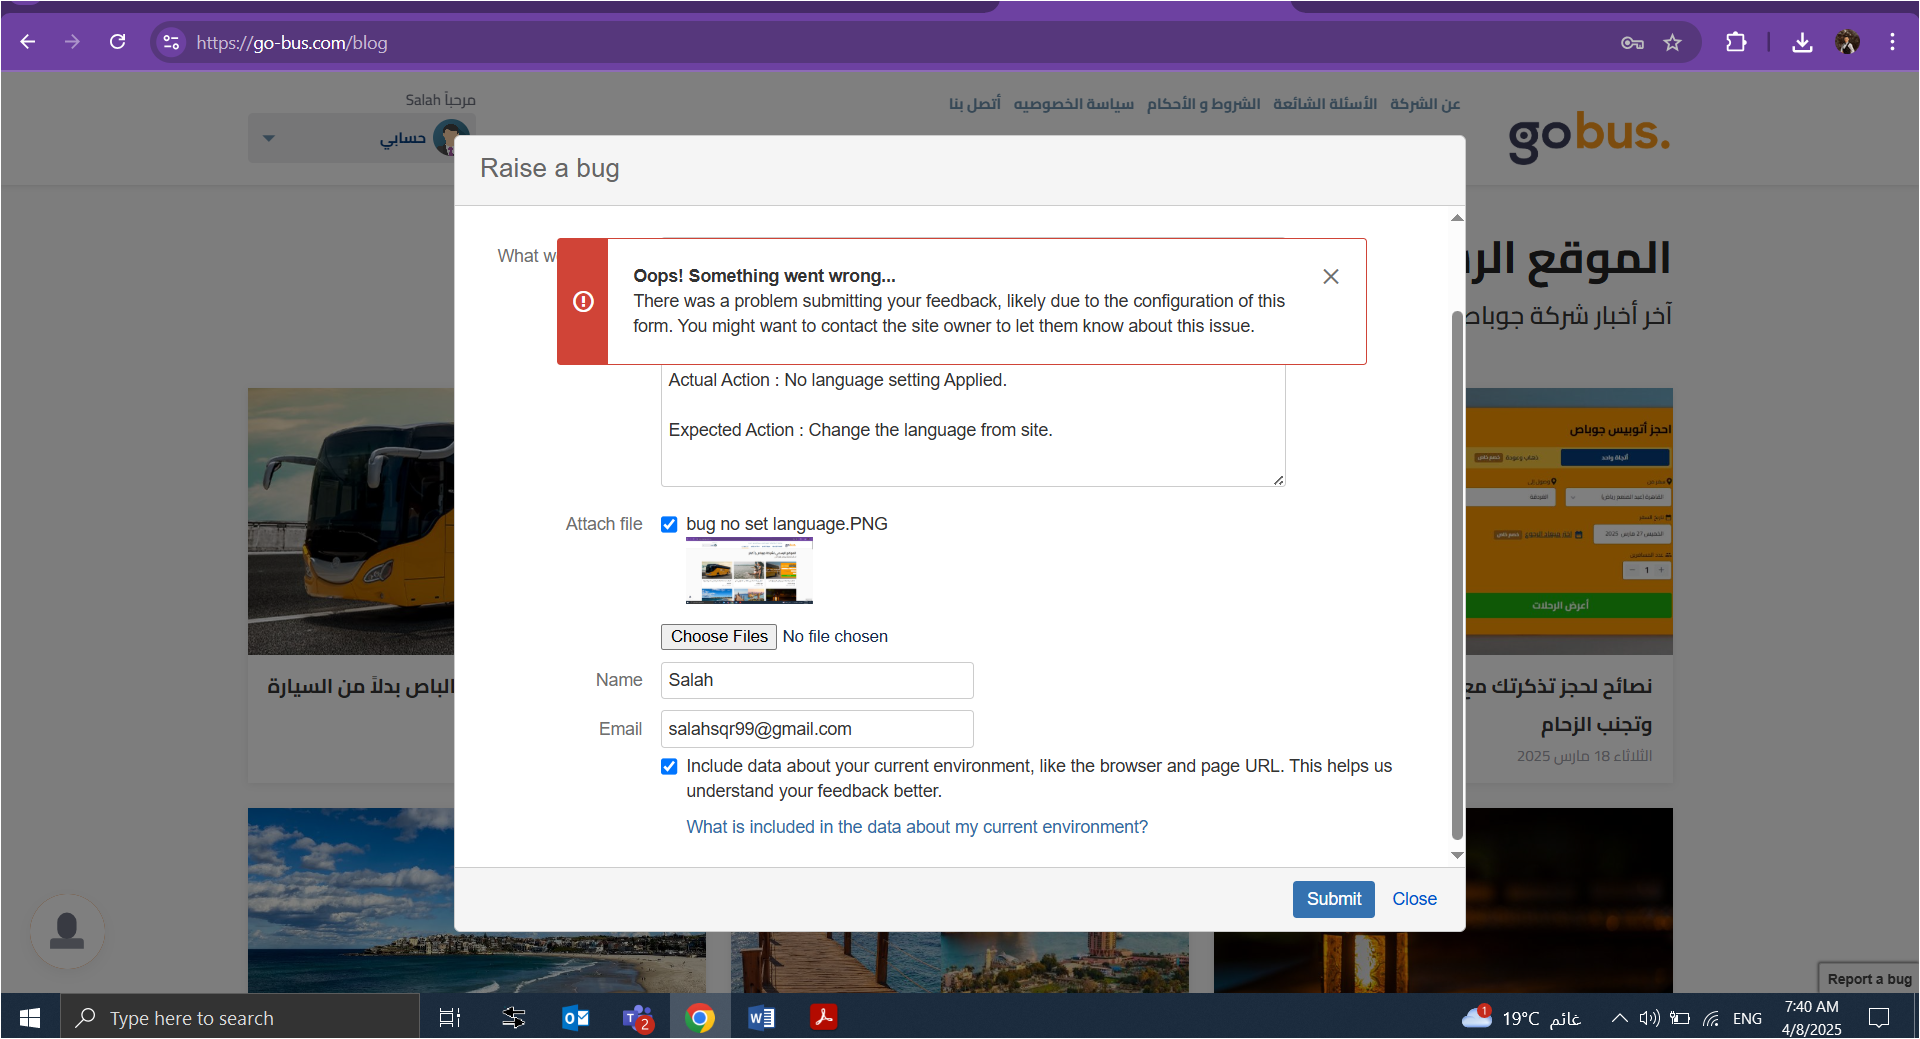 https://go-bus.com/blog
مرحباً Salah
حسابي
عن الشركة
الأسئلة الشائعة
الشروط و الأحكام
سياسة الخصوصيه
أتصل بنا
gobus.
Raise a bug
الموقع
آخر أخبار شركة
What w
Oops! Something went wrong...
There was a problem submitting your feedback, likely due to the configuration of this
form. You might want to contact the site owner to let them know about this issue.
Actual Action : No language setting Applied.
Expected Action : Change the language from site.
Attach file
bug no set language.PNG
Choose Files No file chosen
Name
Salah
Email
salahsqr99@gmail.com
Include data about your current environment, like the browser and page URL. This helps us
understand your feedback better.
What is included in the data about my current environment?
Submit
Close
احجز أتوبيس جوباص
أتجاة واحد
ذهاب وعودة
1
أعرض الرحلات
الباص بدلاً من السيارة
نصائح لحجز تذكرتك مع
وتجنب الزحام
الثلاثاء 18 مارس 2025
Report a bug
Type here to search
2
1
19°C غائم
ENG
7:40 AM
4/8/2025